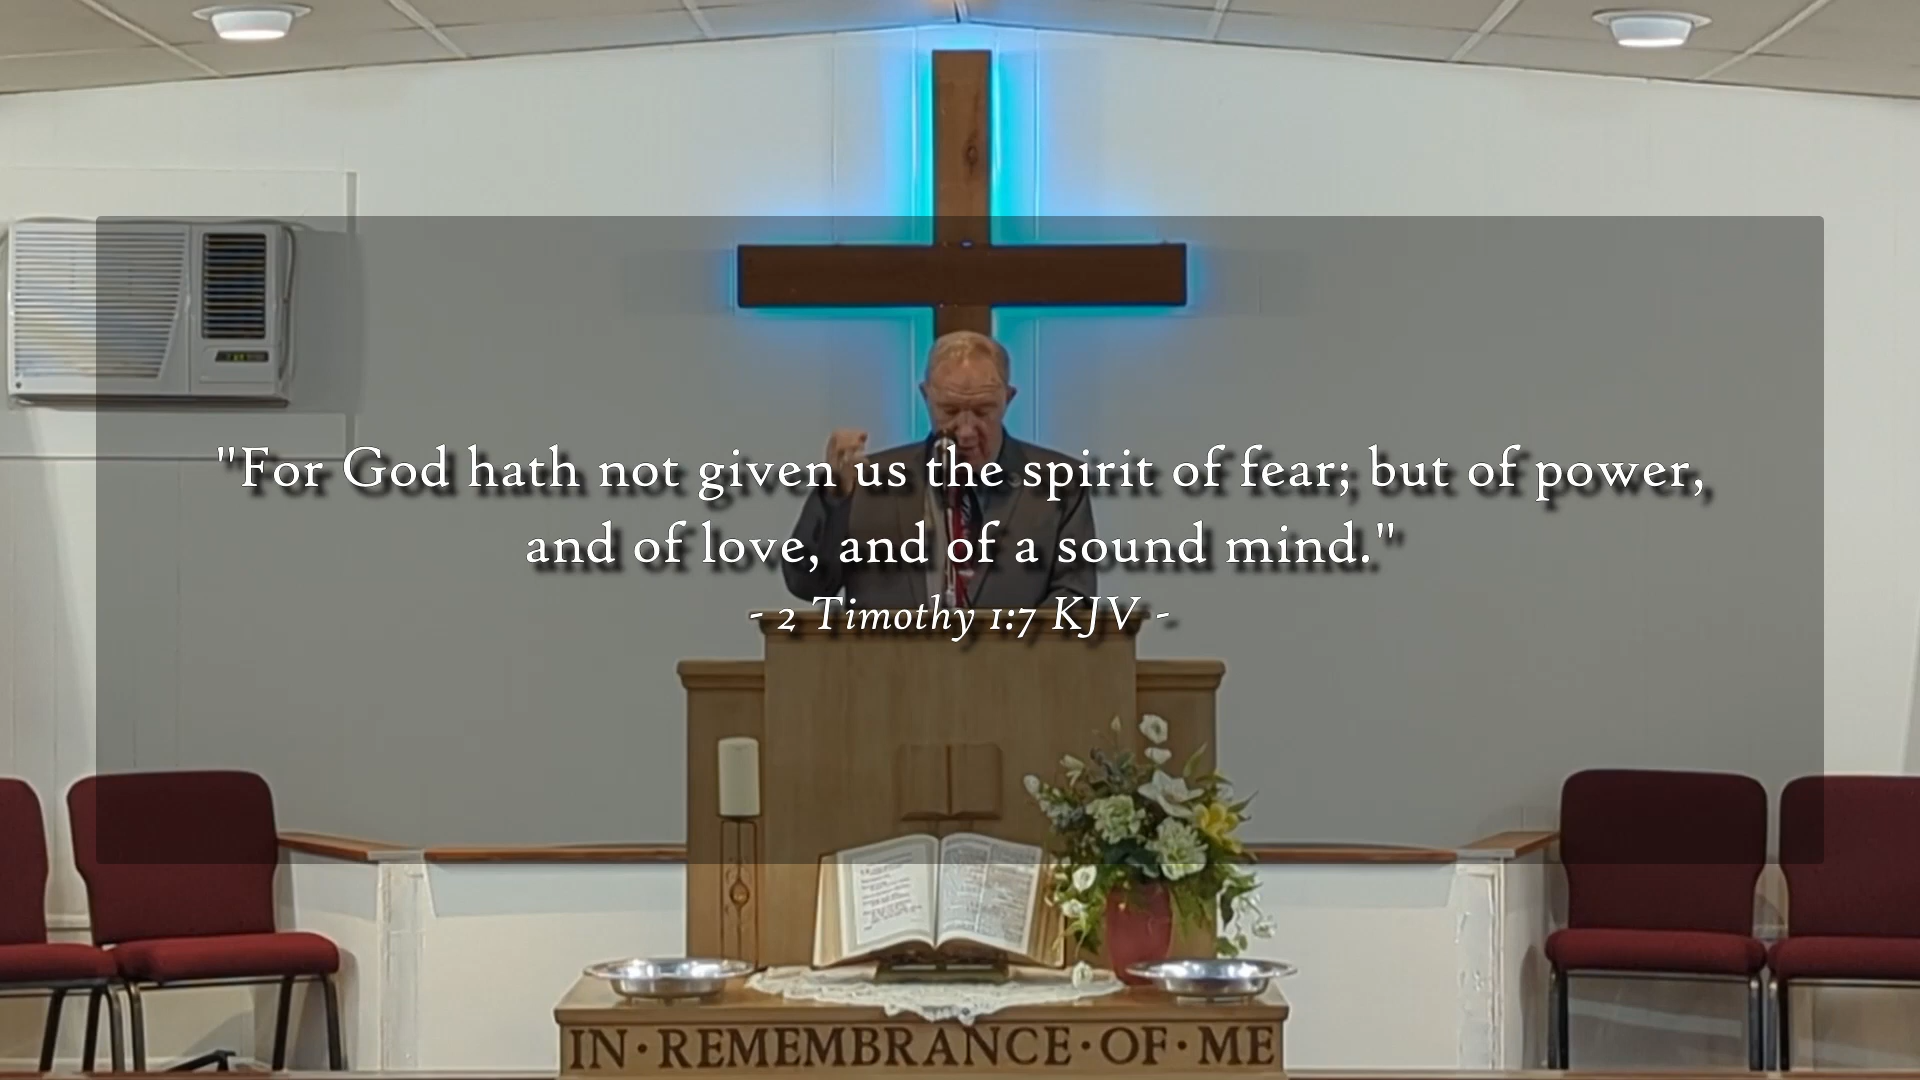 "For God hath not given us the spirit of fear; but of power,
and of love, and of a sound mind."
- 2 Timothy 1:7 KJV -
IN·REMEMBRANCE·OF·ME